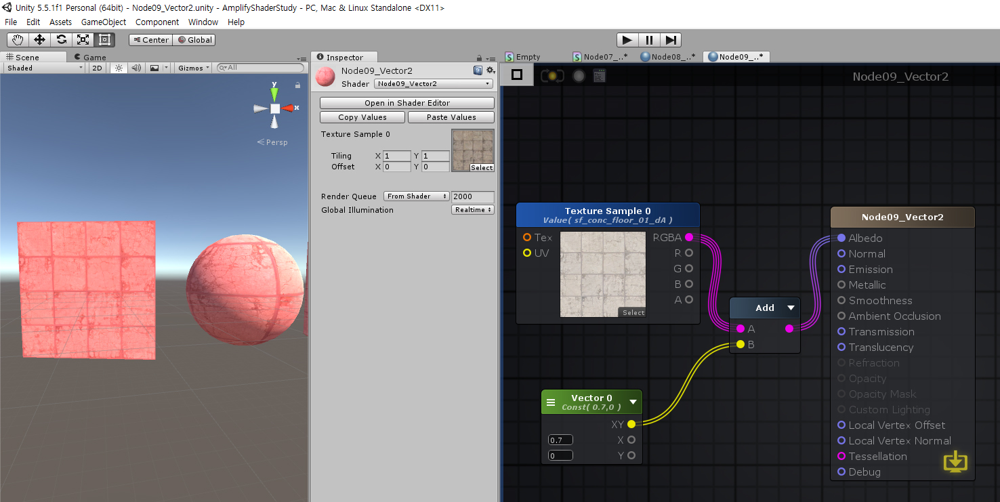 Unity 5.5.1f1 Personal (64bit) - Node09_Vector2.unity - AmplifyShaderStudy - PC, Mac & Linux Standalone <DX11>
File Edit Assets GameObject Component Window Help
Center Global
Scene Game
Shaded 2D Gizmos All
y
x
Persp
Inspector
Node09_Vector2
Shader Node09_Vector2
Open in Shader Editor
Copy Values Paste Values
Texture Sample 0
Tiling X 1 Y 1
Offset X 0 Y 0
Select
Render Queue From Shader 2000
Global Illumination Realtime
Empty Node07_..* Node08_..* Node09_..*
Node09_Vector2
Texture Sample 0
Value( sf_conc_floor_01_dA )
Tex RGBA
UV R
G
B
A
Select
Add
A
B
Vector 0
Const( 0.7,0 )
XY
0.7 X
0 Y
Node09_Vector2
Albedo
Normal
Emission
Metallic
Smoothness
Ambient Occlusion
Transmission
Translucency
Refraction
Opacity
Opacity Mask
Custom Lighting
Local Vertex Offset
Local Vertex Normal
Tessellation
Debug